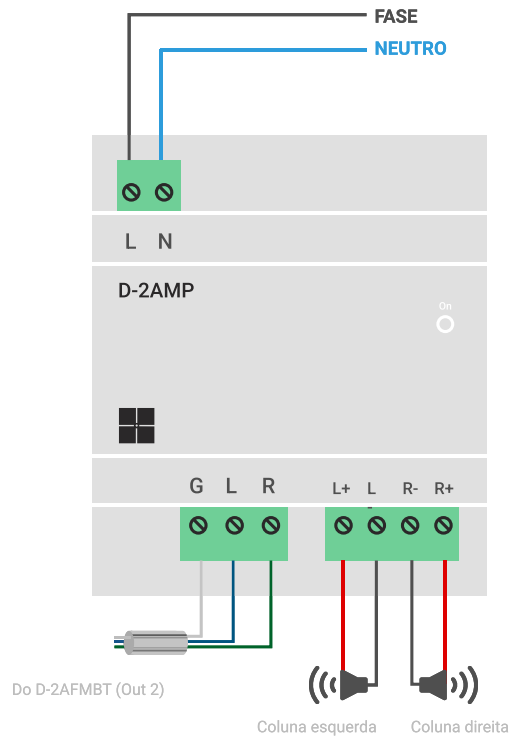 FASE
NEUTRO
L N
D-2AMP
On
G L R L+ L- R- R+
Do D-2AFMBT (Out 2)
Coluna esquerda Coluna direita